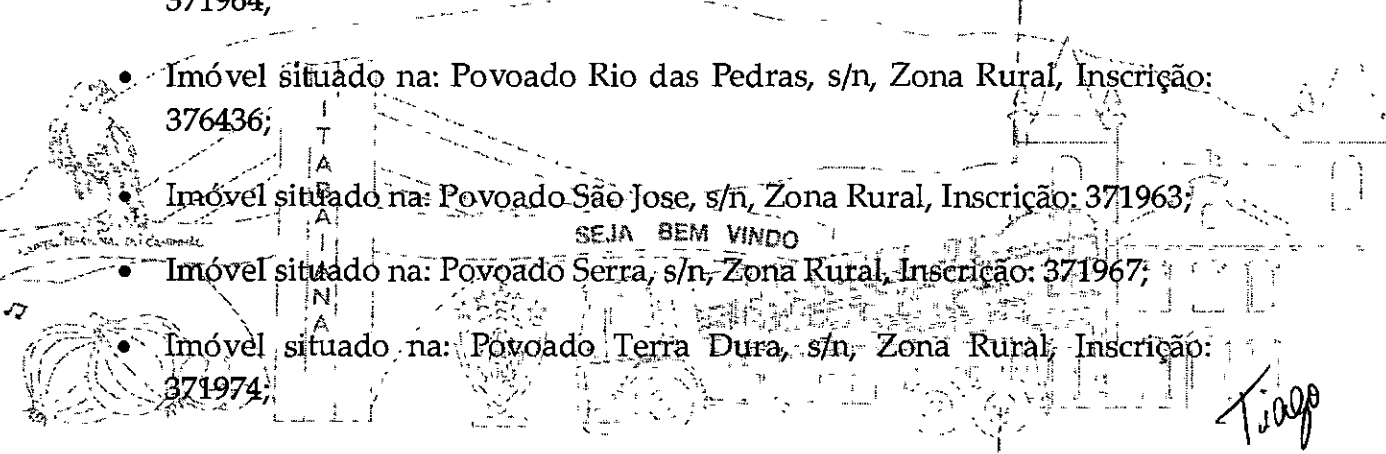 371964;
• Imóvel situado na: Povoado Rio das Pedras, s/n, Zona Rural, Inscrição:
376436;
• Imóvel situado na: Povoado São Jose, s/n, Zona Rural, Inscrição: 371963;
SEJA BEM VINDO
• Imóvel situado na: Povoado Serra, s/n, Zona Rural, Inscrição: 371967;
• Imóvel situado na: Povoado Terra Dura, s/n, Zona Rural, Inscrição:
371974;
ITABAIANA
Tiago